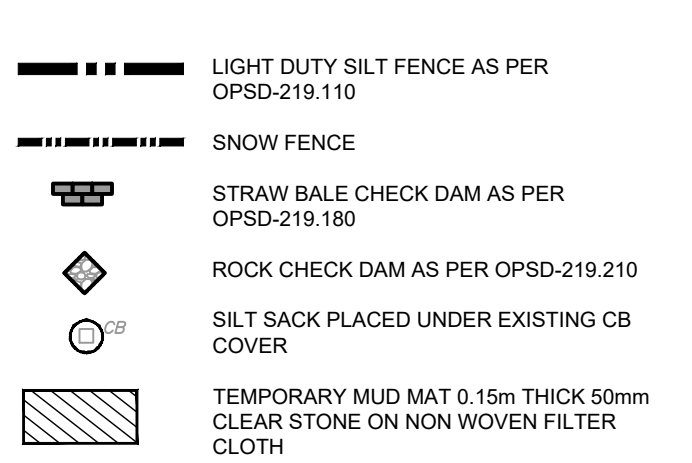 LIGHT DUTY SILT FENCE AS PER
OPSD-219.110
SNOW FENCE
STRAW BALE CHECK DAM AS PER
OPSD-219.180
ROCK CHECK DAM AS PER OPSD-219.210
CB
SILT SACK PLACED UNDER EXISTING CB
COVER
TEMPORARY MUD MAT 0.15m THICK 50mm
CLEAR STONE ON NON WOVEN FILTER
CLOTH